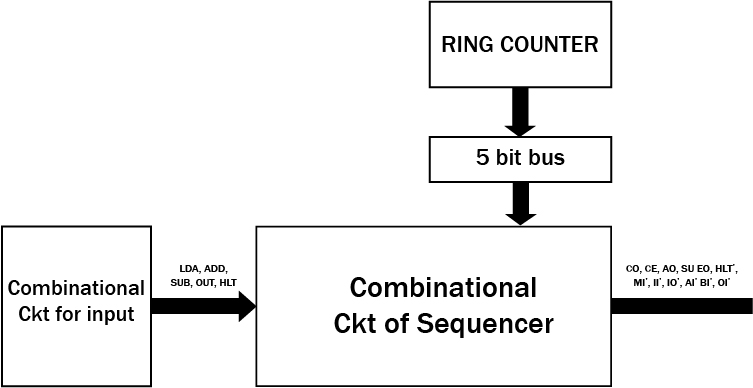 RING COUNTER
5 bit bus
Combinational
Ckt for input
LDA, ADD,
SUB, OUT, HLT
Combinational
Ckt of Sequencer
CO, CE, AO, SU EO, HLT',
MI', II', IO', AI' BI', OI'